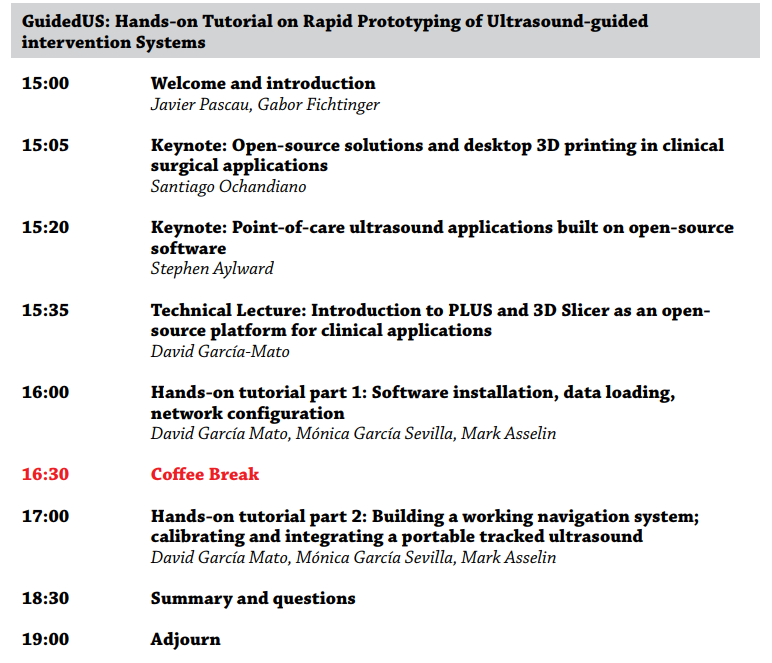 GuidedUS: Hands-on Tutorial on Rapid Prototyping of Ultrasound-guided
intervention Systems
15:00 Welcome and introduction
Javier Pascau, Gabor Fichtinger
15:05 Keynote: Open-source solutions and desktop 3D printing in clinical
surgical applications
Santiago Ochandiano
15:20 Keynote: Point-of-care ultrasound applications built on open-source
software
Stephen Aylward
15:35 Technical Lecture: Introduction to PLUS and 3D Slicer as an open-
source platform for clinical applications
David García-Mato
16:00 Hands-on tutorial part 1: Software installation, data loading,
network configuration
David García Mato, Mónica García Sevilla, Mark Asselin
16:30 Coffee Break
17:00 Hands-on tutorial part 2: Building a working navigation system;
calibrating and integrating a portable tracked ultrasound
David García Mato, Mónica García Sevilla, Mark Asselin
18:30 Summary and questions
19:00 Adjourn